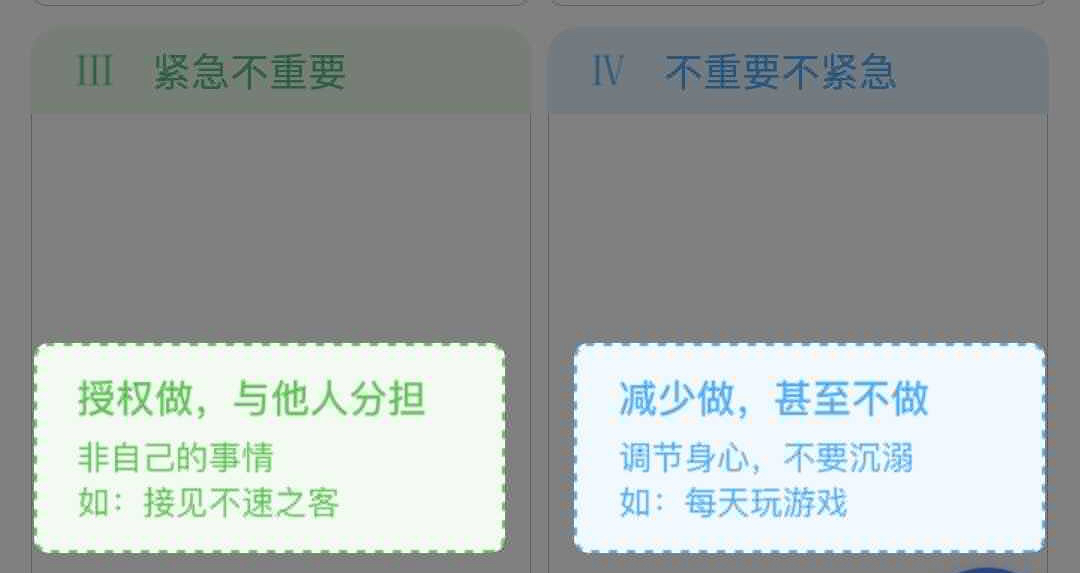 III 紧急不重要
IV 不重要不紧急
授权做，与他人分担
非自己的事情
如：接见不速之客
减少做，甚至不做
调节身心，不要沉溺
如：每天玩游戏